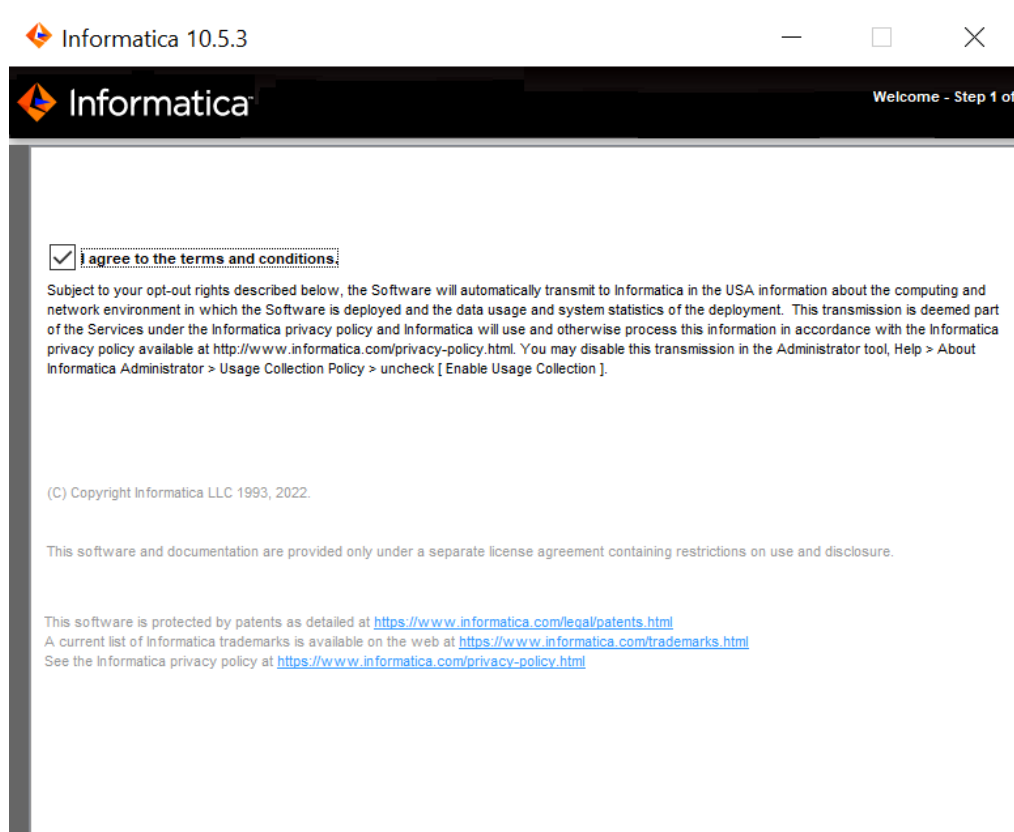 Informatica 10.5.3
Informatica
Welcome - Step 1 of
I agree to the terms and conditions.
Subject to your opt-out rights described below, the Software will automatically transmit to Informatica in the USA information about the computing and
network environment in which the Software is deployed and the data usage and system statistics of the deployment. This transmission is deemed part
of the Services under the Informatica privacy policy and Informatica will use and otherwise process this information in accordance with the Informatica
privacy policy available at http://www.informatica.com/privacy-policy.html. You may disable this transmission in the Administrator tool, Help > About
Informatica Administrator > Usage Collection Policy > uncheck [ Enable Usage Collection ].
(C) Copyright Informatica LLC 1993, 2022.
This software and documentation are provided only under a separate license agreement containing restrictions on use and disclosure.
This software is protected by patents as detailed at https://www.informatica.com/legal/patents.html
A current list of Informatica trademarks is available on the web at https://www.informatica.com/trademarks.html
See the Informatica privacy policy at https://www.informatica.com/privacy-policy.html